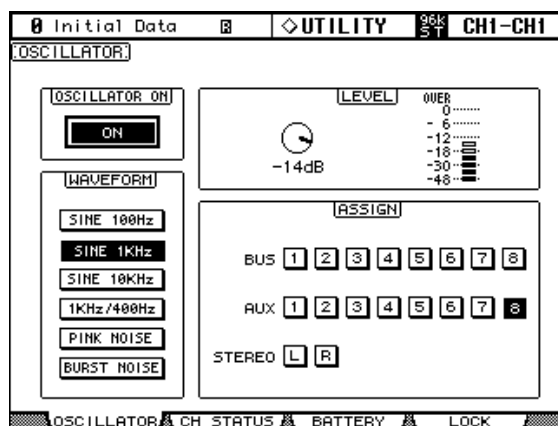 0 Initial Data R ◇UTILITY 96k ST CH1-CH1
OSCILLATOR
OSCILLATOR ON
ON
LEVEL
-14dB
OVER
0
- 6
-12
-18
-30
-48
WAVEFORM
SINE 100Hz
SINE 1KHz
SINE 10KHz
1KHz/400Hz
PINK NOISE
BURST NOISE
ASSIGN
BUS 1 2 3 4 5 6 7 8
AUX 1 2 3 4 5 6 7 8
STEREO L R
OSCILLATOR CH STATUS BATTERY LOCK